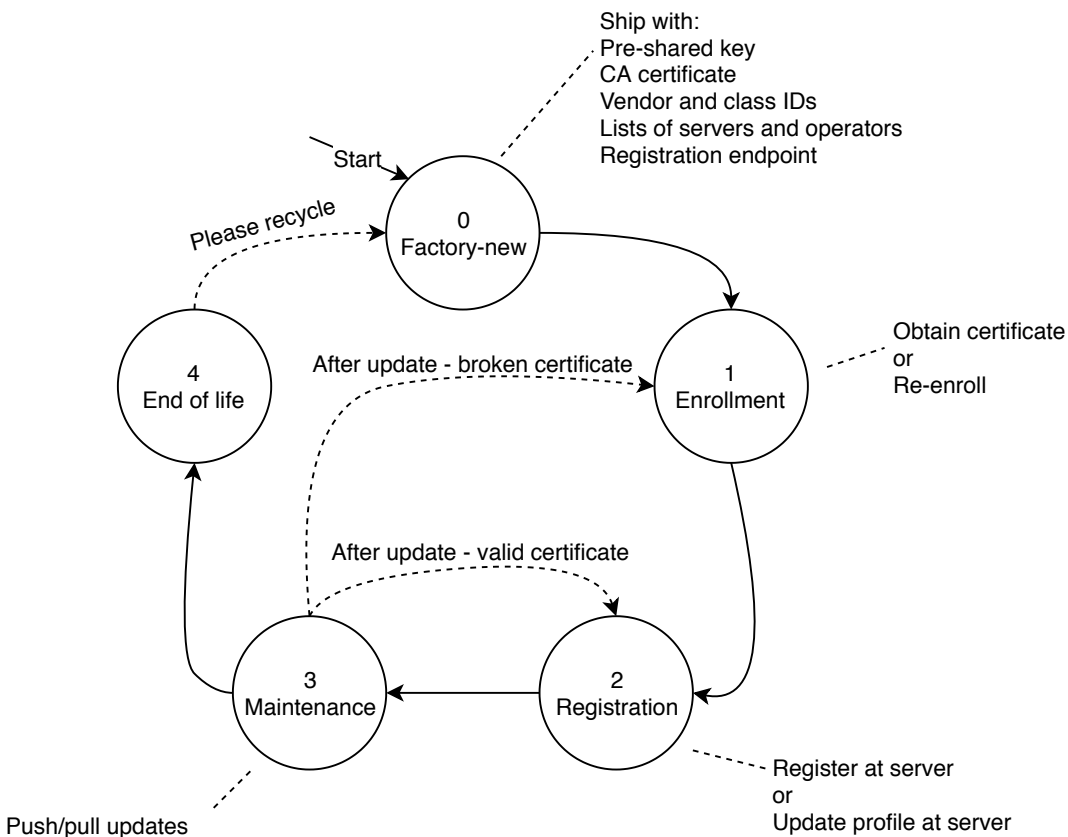 Ship with:
Pre-shared key
CA certificate
Vendor and class IDs
Lists of servers and operators
Registration endpoint
Start
0
Factory-new
Please recycle
4
End of life
After update - broken certificate
1
Enrollment
Obtain certificate
or
Re-enroll
After update - valid certificate
3
Maintenance
2
Registration
Register at server
or
Update profile at server
Push/pull updates